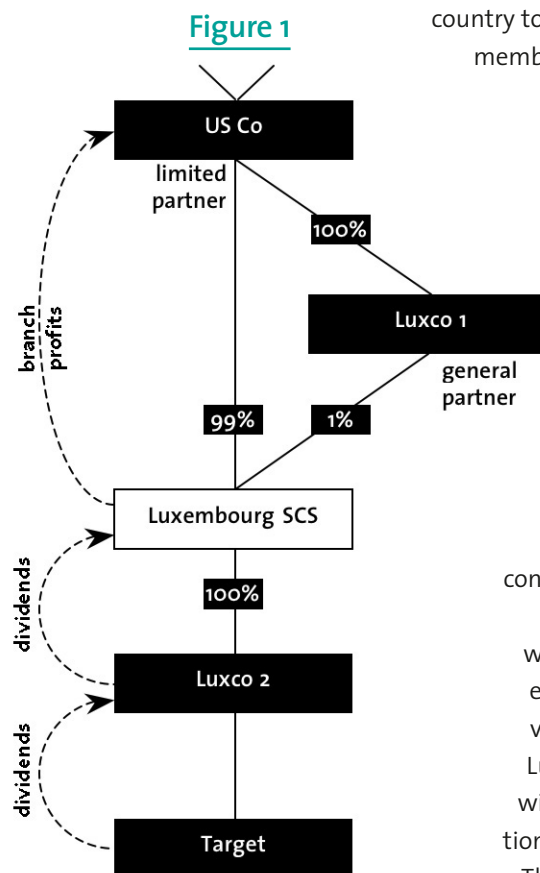 Figure 1
country to
memb
US Co
limited
partner
100%
branch
profits
Luxco 1
general
partner
99%
1%
Luxembourg SCS
dividends
100%
con
w
e
Luxco 2
v
Lu
dividends
wi
tion
Target
Th